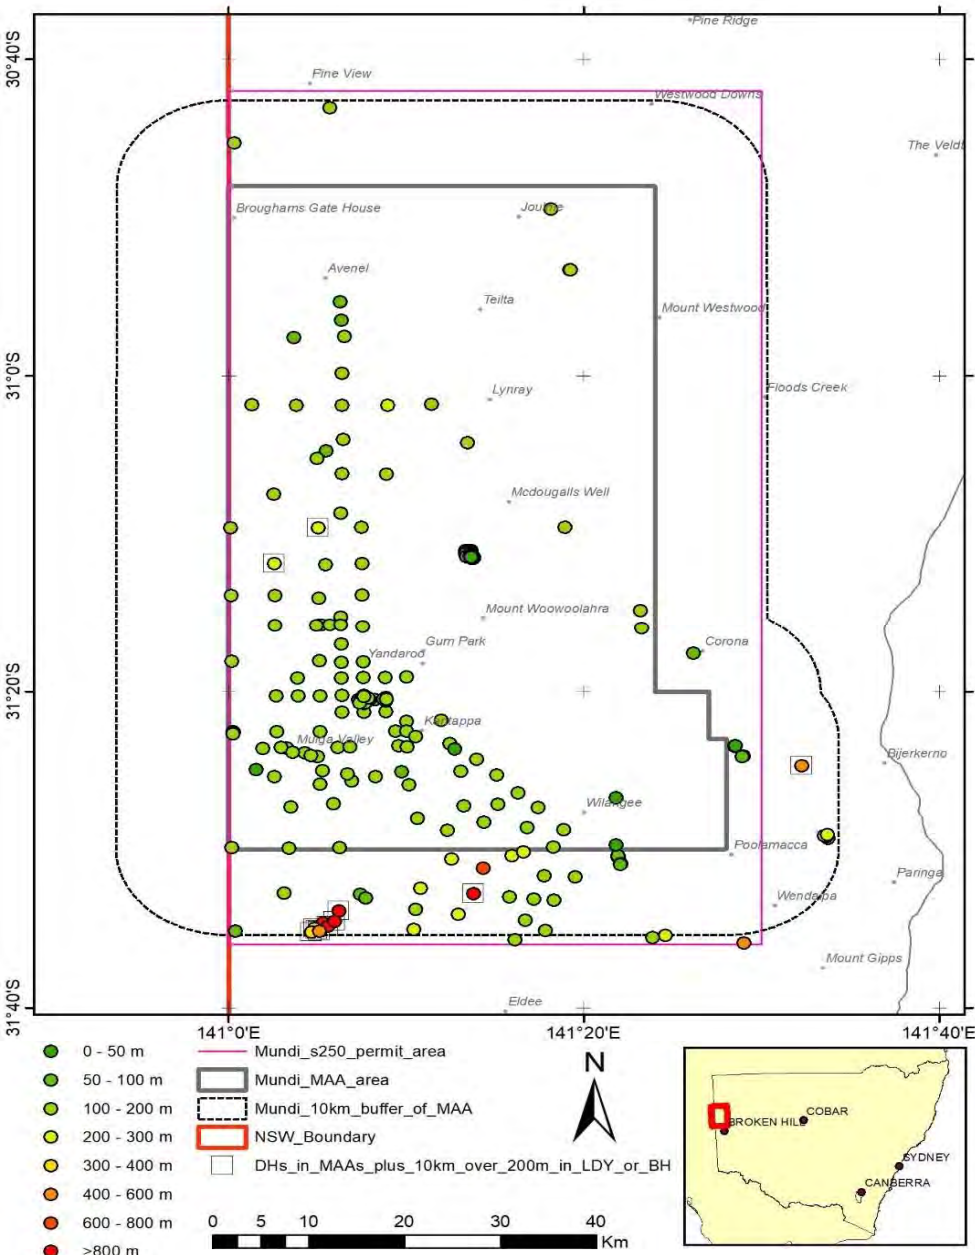 Pine Ridge
30°40'S
Pine View
Westwood Downs
The Veldt
Broughams Gate House
Avenel
Teilta
Mount Westwood
31°0'S
Lynray
Floods Creek
Mcdougalls Well
Mount Woowoolahra
Gum Park
Corona
Yandaroo
31°20'S
Kantappa
Mulga Valley
Bijerkerno
Wilangee
Poolamacca
Paringa
Wendalpa
Mount Gipps
Eldee
31°40'S
141°0'E
141°20'E
141°40'E
0 - 50 m
50 - 100 m
100 - 200 m
200 - 300 m
300 - 400 m
400 - 600 m
600 - 800 m
>800 m
Mundi_s250_permit_area
Mundi_MAA_area
Mundi_10km_buffer_of_MAA
NSW_Boundary
DHs_in_MAAs_plus_10km_over_200m_in_LDY_or_BH
0 5 10 20 30 40
Km
N
COBAR
BROKEN HILL
SYDNEY
CANBERRA